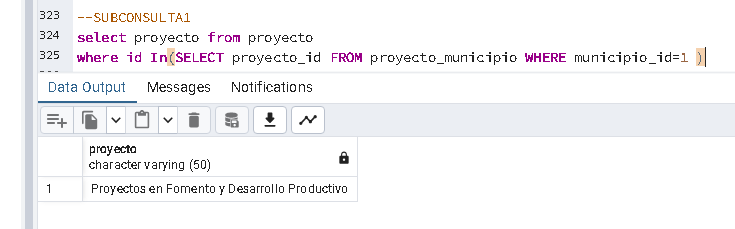 323 --SUBCONSULTA1
324 select proyecto from proyecto
325 where id In(SELECT proyecto_id FROM proyecto_municipio WHERE municipio_id=1 )
Data Output Messages Notifications
proyecto
character varying (50)
1 Proyectos en Fomento y Desarrollo Productivo